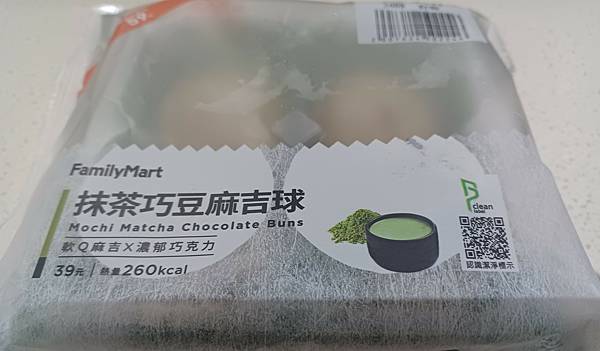 59.
FamilyMart
抹茶巧豆麻吉球
Mochi Matcha Chocolate Buns
軟Q麻吉X濃郁巧克力
39元 | 熱量260kcal
clean
label
認識潔淨標示